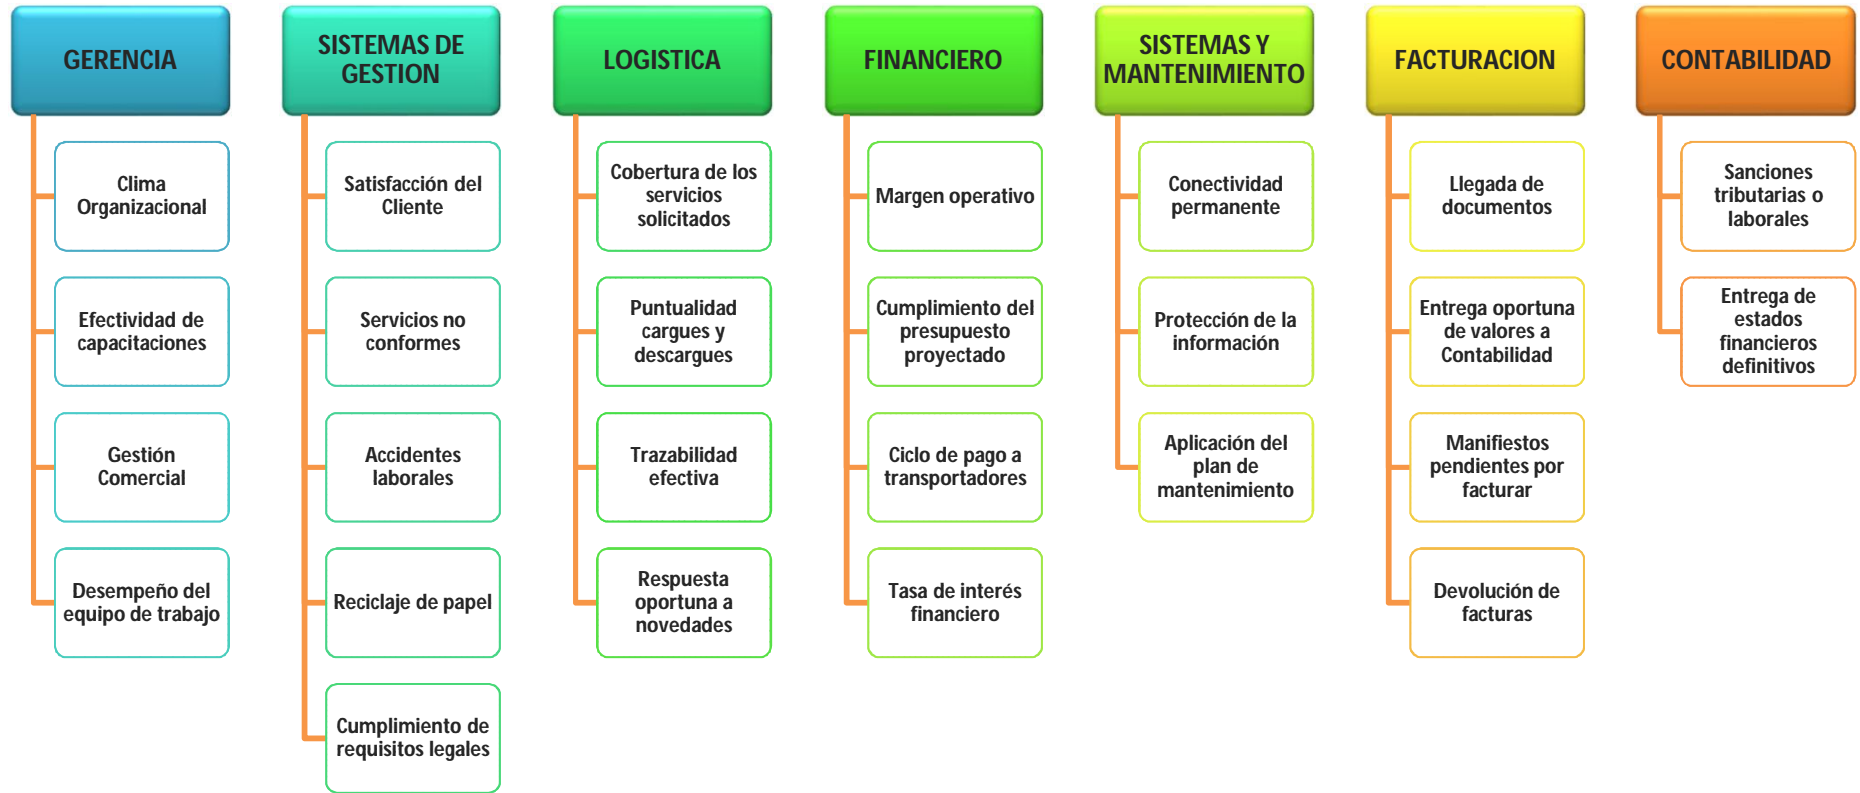 GERENCIA
Clima
Organizacional
Efectividad de
capacitaciones
Gestión
Comercial
Desempeño del
equipo de trabajo
SISTEMAS DE
GESTION
Satisfacción del
Cliente
Servicios no
conformes
Accidentes
laborales
Reciclaje de papel
Cumplimiento de
requisitos legales
LOGISTICA
Cobertura de los
servicios
solicitados
Puntualidad
cargues y
descargues
Trazabilidad
efectiva
Respuesta
oportuna a
novedades
FINANCIERO
Margen operativo
Cumplimiento del
presupuesto
proyectado
Ciclo de pago a
transportadores
Tasa de interés
financiero
SISTEMAS Y
MANTENIMIENTO
Conectividad
permanente
Protección de la
información
Aplicación del
plan de
mantenimiento
FACTURACION
Llegada de
documentos
Entrega oportuna
de valores a
Contabilidad
Manifiestos
pendientes por
facturar
Devolución de
facturas
CONTABILIDAD
Sanciones
tributarias o
laborales
Entrega de
estados
financieros
definitivos